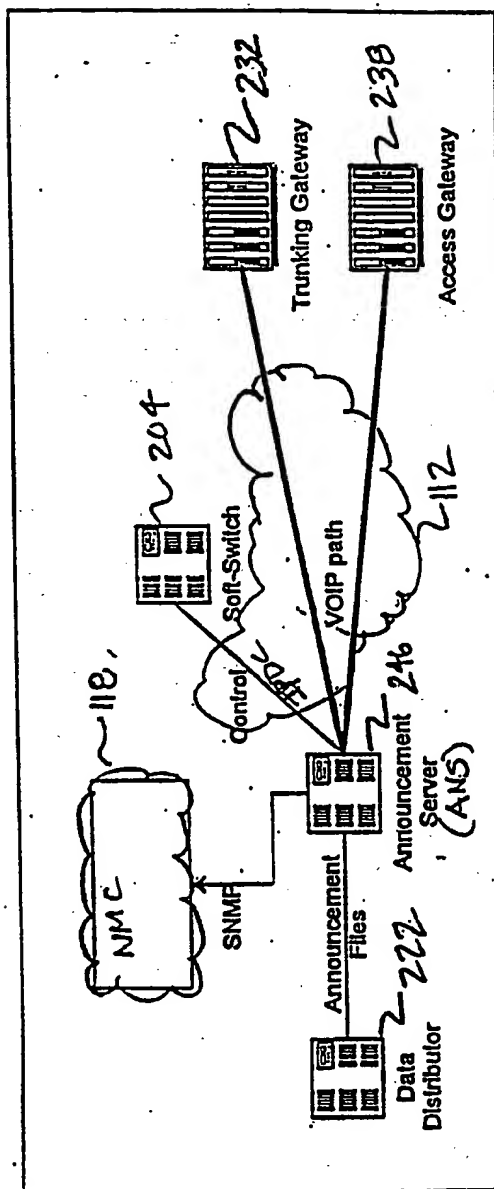 118
NMC
SNMP
204
Soft-Switch
Control
IPDC
VOIP path
112
232
Trunking Gateway
238
Access Gateway
246
Announcement
Server
(ANS)
Announcement
Files
222
Data
Distributor